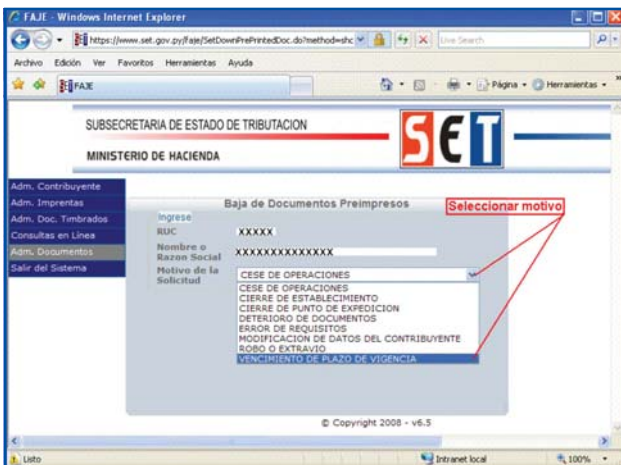 FAJE - Windows Internet Explorer
https://www.set.gov.py/faje/SetDownPrePrintedDoc.do?method=shc
Live Search
Archivo Edición Ver Favoritos Herramientas Ayuda
FAJE
Página Herramientas
SUBSECRETARIA DE ESTADO DE TRIBUTACION
MINISTERIO DE HACIENDA
SET
Adm. Contribuyente
Adm. Imprentas
Adm. Doc. Timbrados
Consultas en Línea
Adm. Documentos
Salir del Sistema
Baja de Documentos Preimpresos
Seleccionar motivo
Ingrese
RUC XXXXX
Nombre o Razon Social XXXXXXXXXXXXXX
Motivo de la Solicitud CESE DE OPERACIONES
CESE DE OPERACIONES
CIERRE DE ESTABLECIMIENTO
CIERRE DE PUNTO DE EXPEDICION
DETERIORO DE DOCUMENTOS
ERROR DE REQUISITOS
MODIFICACION DE DATOS DEL CONTRIBUYENTE
ROBO O EXTRAVIO
VENCIMIENTO DE PLAZO DE VIGENCIA
© Copyright 2008 - v6.5
Listo
Intranet local
100%